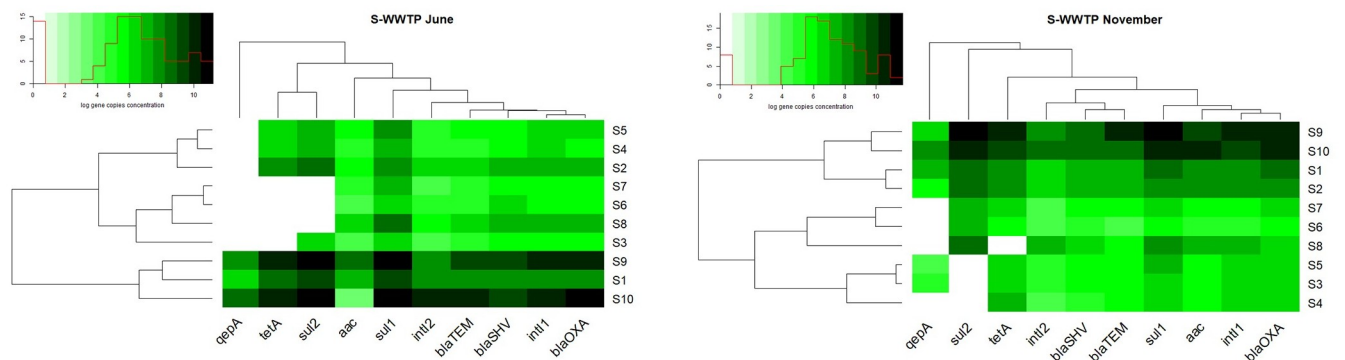 S-WWTP June
15
10
5
0
0 2 4 6 8 10
log gene copies concentration
S5
S4
S2
S7
S6
S8
S3
S9
S1
S10
qepA tetA sul2 aac sul1 intI2 blaTEM blaSHV intI1 blaOXA
S-WWTP November
15
10
5
0
0 2 4 6 8 10
log gene copies concentration
S9
S10
S1
S2
S7
S6
S8
S5
S3
S4
qepA sul2 tetA intI2 blaSHV blaTEM sul1 aac intI1 blaOXA